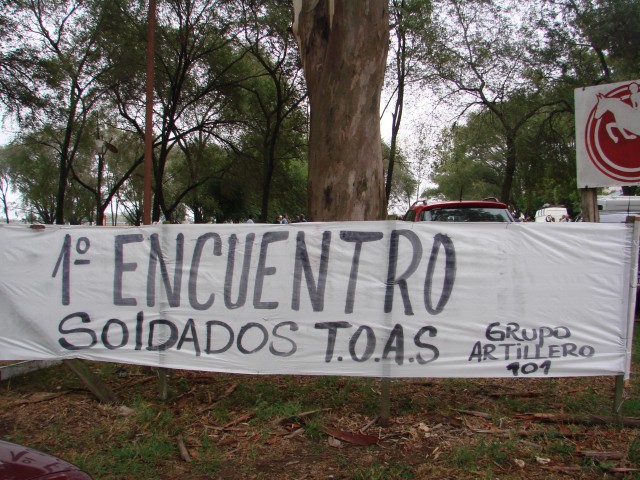 1º ENCUENTRO
SOLDADOS T.O.A.S
GRUPO
ARTILLERO
101